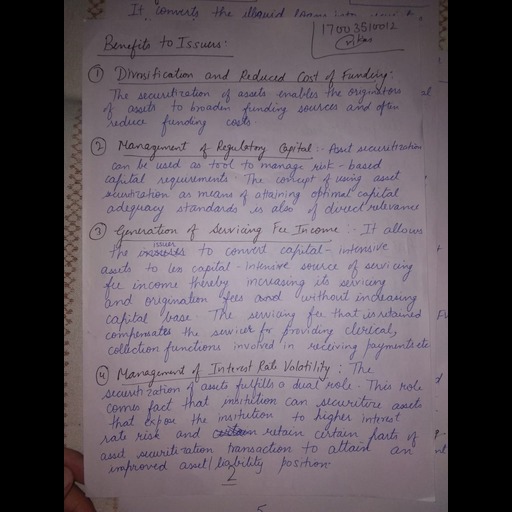 It converts the illiquid
17003510012
Benefits to Issuers:
① Diversification and Reduced Cost of Funding:
The securitization of assets enables the originators
of assets to broaden funding sources and often
reduce funding costs.
② Management of Regulatory Capital:- Asset securitization
can be used as tool to manage risk-based
capital requirements. The concept of using asset
securitization as means of attaining optimal capital
adequacy standards is also of direct relevance
③ Generation of Servicing Fee Income:- It allows
the issuer to convert capital-intensive
assets to less capital-intensive source of servicing
fee income thereby increasing its servicing
and origination fees and without increasing
capital base. The servicing fee that is retained
compensates the servicer for providing clerical,
collection functions involved in receiving payments etc
④ Management of Interest Rate Volatility: The
securitization of assets fulfills a dual role. This role
comes fact that institution can securitize assets
that expose the institution to higher interest
rate risk and retain certain parts of
asset securitization transaction to attain an
improved asset/liability position.
2
5